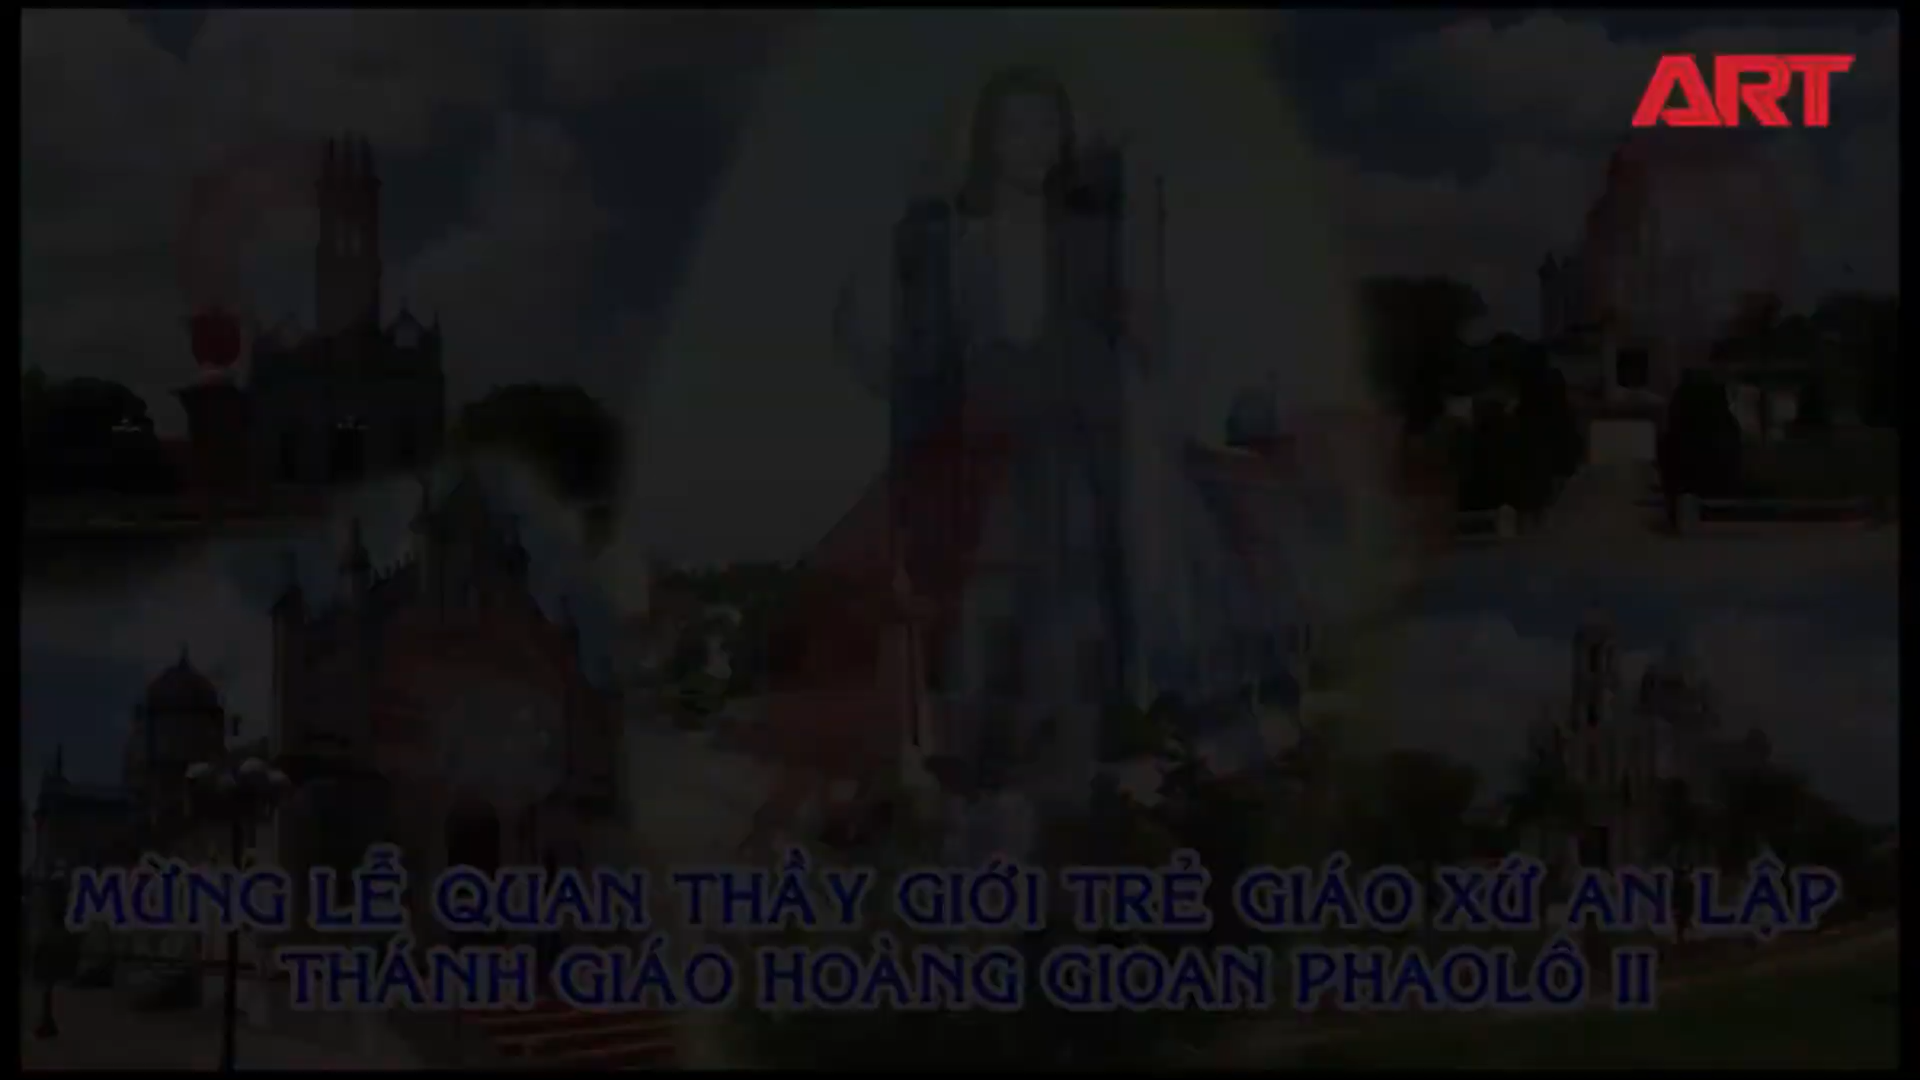 ART
MỪNG LỄ QUAN THẦY GIỚI TRẺ GIÁO XỨ AN LẬP
THÁNH GIÁO HOÀNG GIOAN PHAOLÔ II